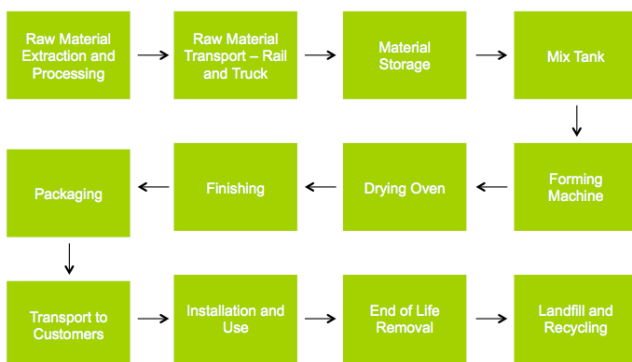 Raw Material
Extraction and
Processing
Raw Material
Transport – Rail
and Truck
Material
Storage
Mix Tank
Forming
Machine
Drying Oven
Finishing
Packaging
Transport to
Customers
Installation and
Use
End of Life
Removal
Landfill and
Recycling